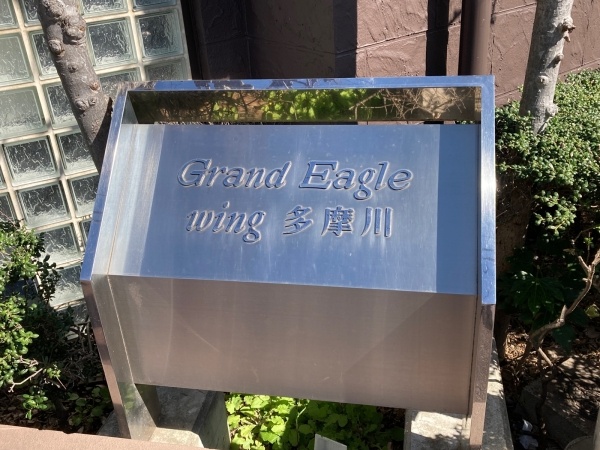 Grand Eagle
wing 多摩川